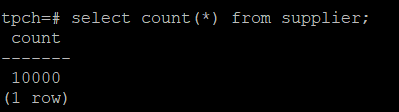 tpch=# select count(*) from supplier;
 count
-------
 10000
(1 row)